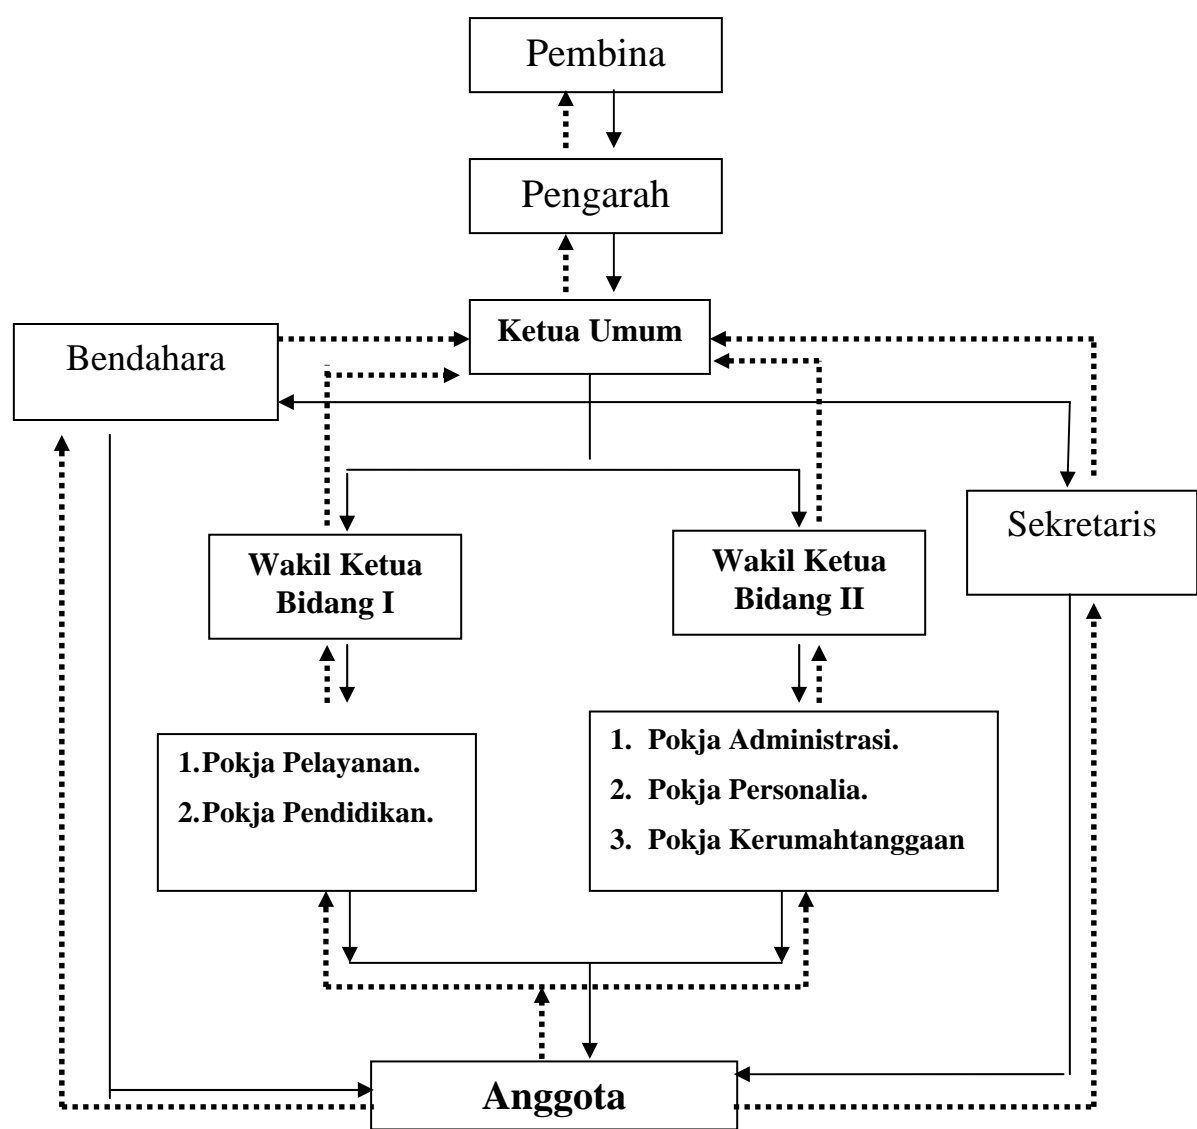 Pembina
Pengarah
Ketua Umum
Bendahara
Sekretaris
Wakil Ketua
Bidang I
Wakil Ketua
Bidang II
1. Pokja Pelayanan.
2. Pokja Pendidikan.
1. Pokja Administrasi.
2. Pokja Personalia.
3. Pokja Kerumahtanggaan
Anggota